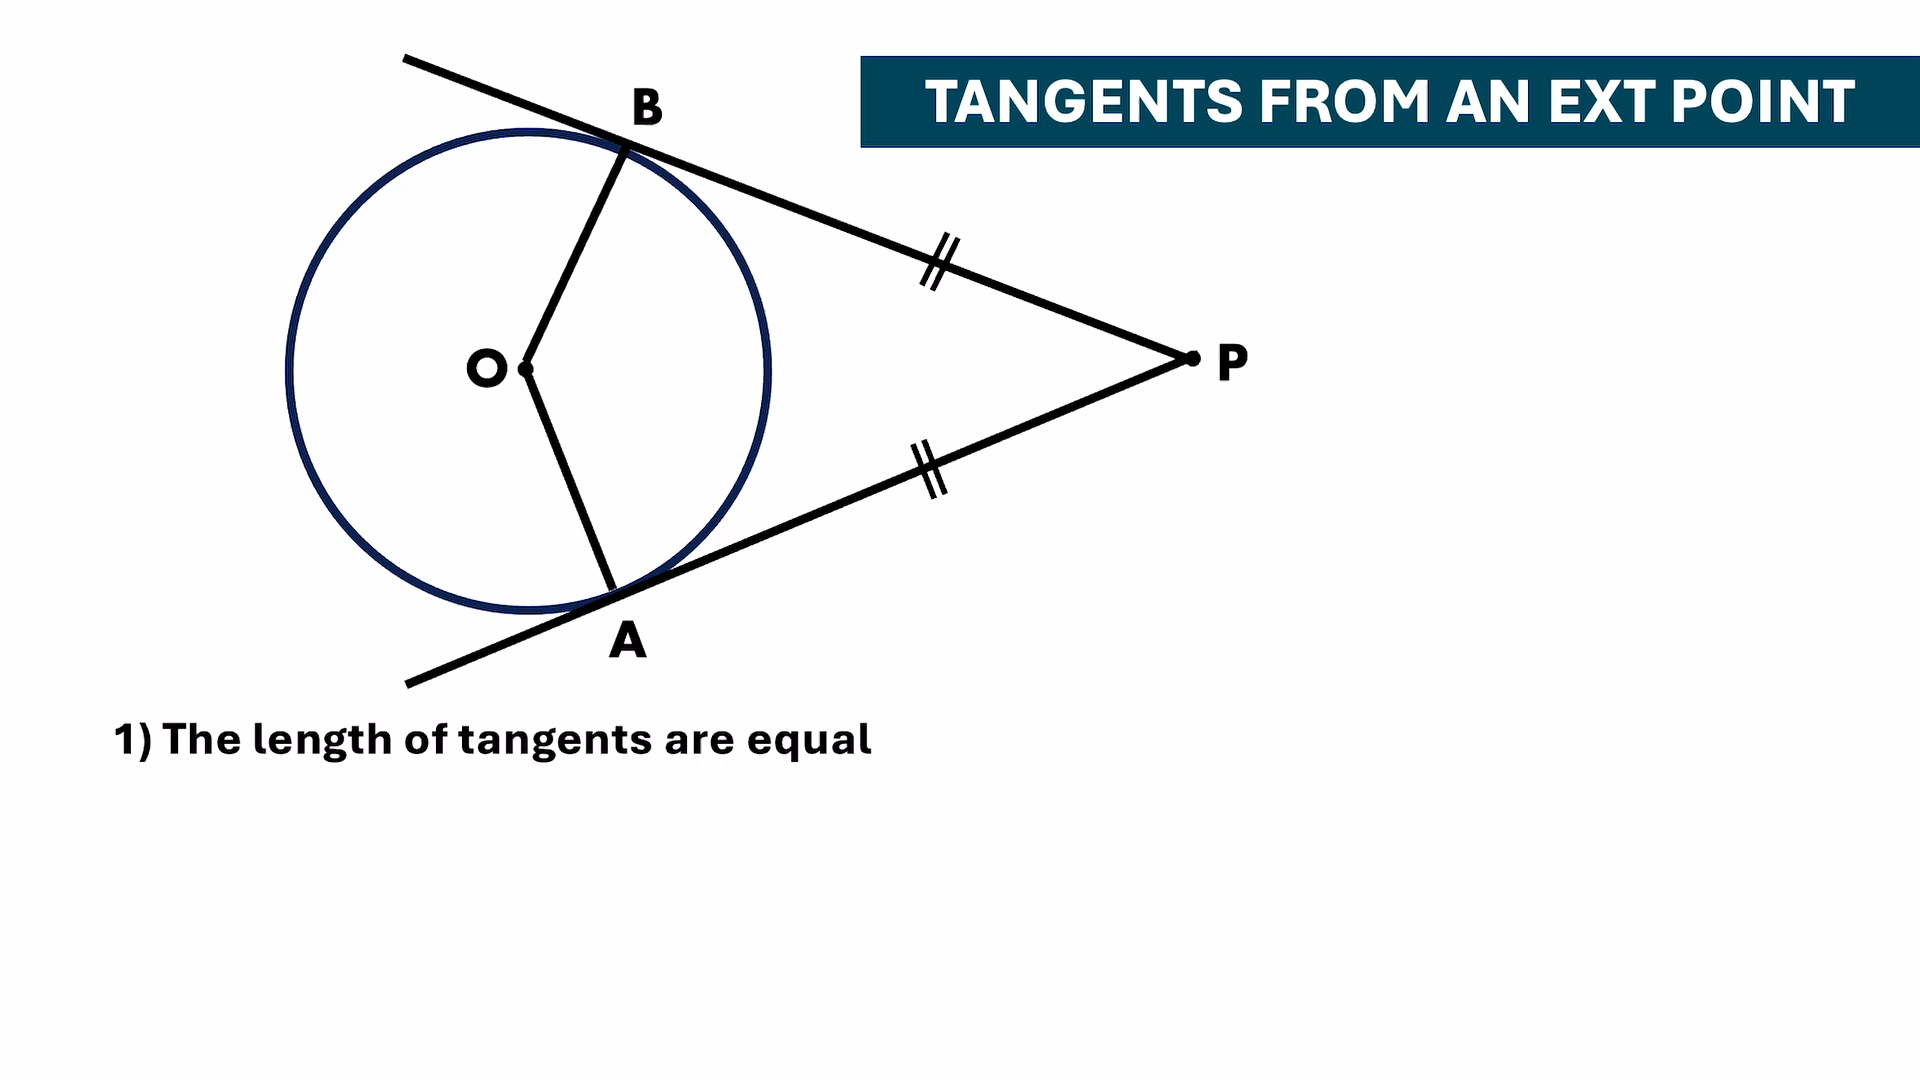 TANGENTS FROM AN EXT POINT
B
O
P
A
1) The length of tangents are equal